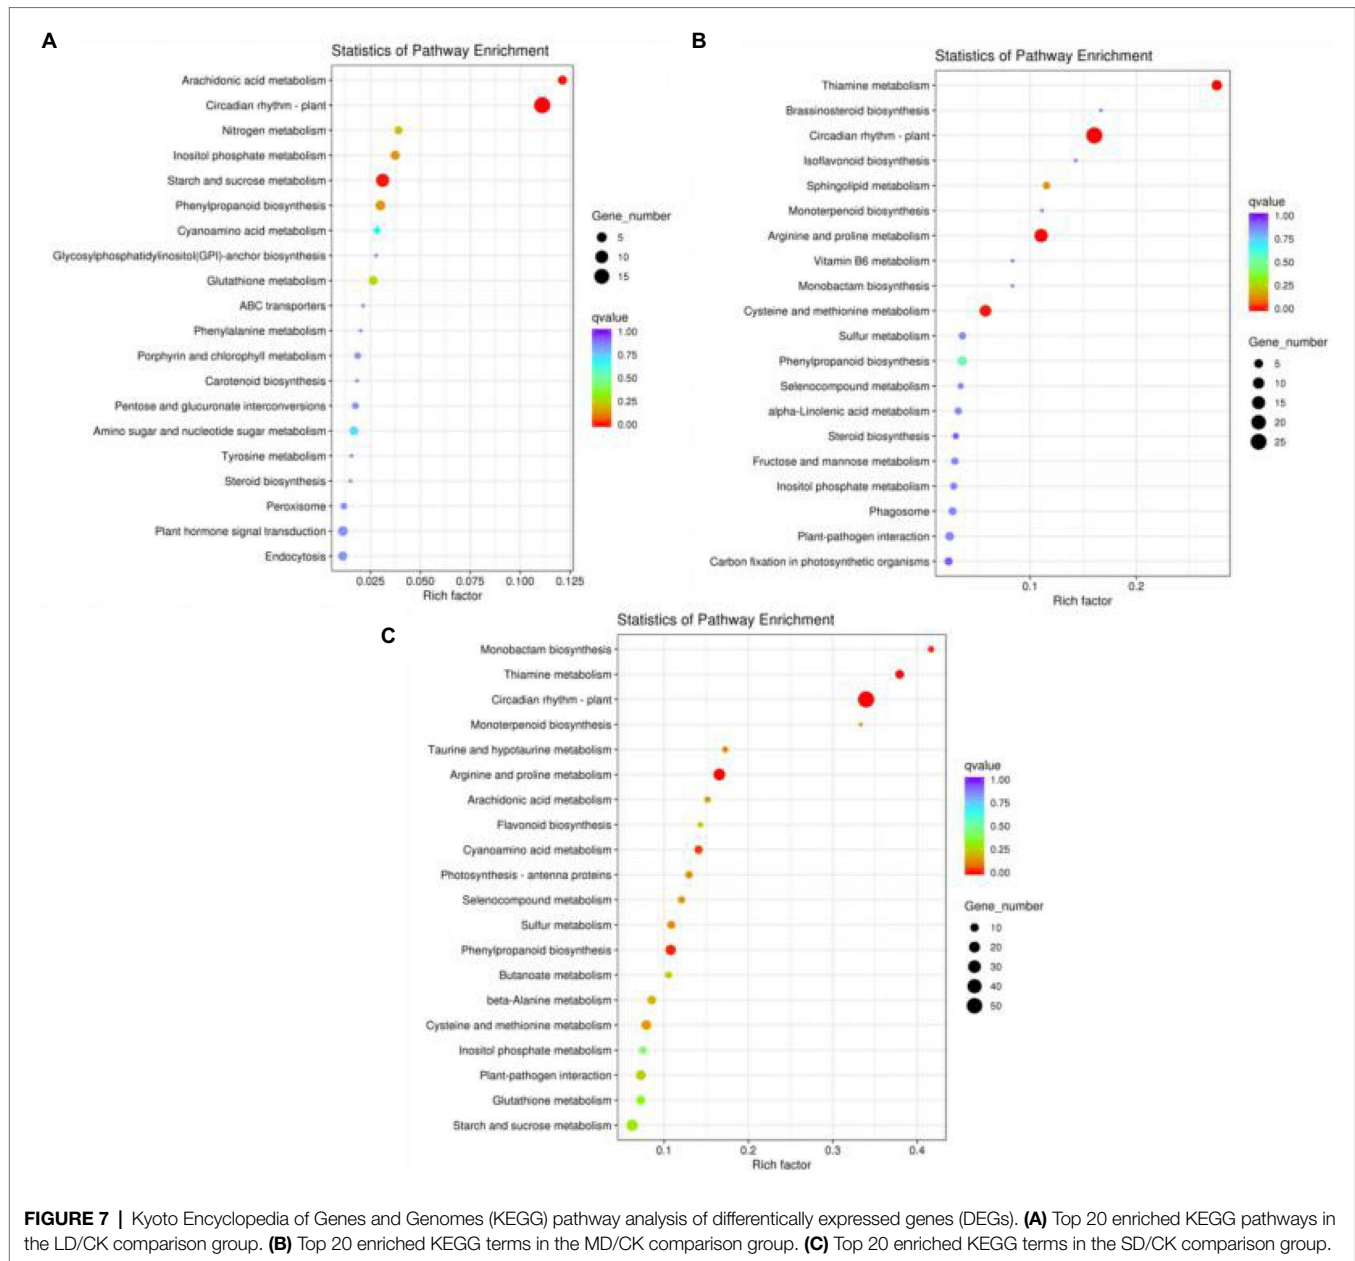 A
Statistics of Pathway Enrichment
Arachidonic acid metabolism
Circadian rhythm - plant
Nitrogen metabolism
Inositol phosphate metabolism
Starch and sucrose metabolism
Phenylpropanoid biosynthesis
Cyanoamino acid metabolism
Glycosylphosphatidylinositol(GPI)-anchor biosynthesis
Glutathione metabolism
ABC transporters
Phenylalanine metabolism
Porphyrin and chlorophyll metabolism
Carotenoid biosynthesis
Pentose and glucuronate interconversions
Amino sugar and nucleotide sugar metabolism
Tyrosine metabolism
Steroid biosynthesis
Peroxisome
Plant hormone signal transduction
Endocytosis
0.025 0.050 0.075 0.100 0.125
Rich factor
Gene_number
5
10
15
qvalue
1.00
0.75
0.50
0.25
0.00
B
Statistics of Pathway Enrichment
Thiamine metabolism
Brassinosteroid biosynthesis
Circadian rhythm - plant
Isoflavonoid biosynthesis
Sphingolipid metabolism
Monoterpenoid biosynthesis
Arginine and proline metabolism
Vitamin B6 metabolism
Monobactam biosynthesis
Cysteine and methionine metabolism
Sulfur metabolism
Phenylpropanoid biosynthesis
Selenocompound metabolism
alpha-Linolenic acid metabolism
Steroid biosynthesis
Fructose and mannose metabolism
Inositol phosphate metabolism
Phagosome
Plant-pathogen interaction
Carbon fixation in photosynthetic organisms
0.1 0.2
Rich factor
qvalue
1.00
0.75
0.50
0.25
0.00
Gene_number
5
10
15
20
25
C
Statistics of Pathway Enrichment
Monobactam biosynthesis
Thiamine metabolism
Circadian rhythm - plant
Monoterpenoid biosynthesis
Taurine and hypotaurine metabolism
Arginine and proline metabolism
Arachidonic acid metabolism
Flavonoid biosynthesis
Cyanoamino acid metabolism
Photosynthesis - antenna proteins
Selenocompound metabolism
Sulfur metabolism
Phenylpropanoid biosynthesis
Butanoate metabolism
beta-Alanine metabolism
Cysteine and methionine metabolism
Inositol phosphate metabolism
Plant-pathogen interaction
Glutathione metabolism
Starch and sucrose metabolism
0.1 0.2 0.3 0.4
Rich factor
qvalue
1.00
0.75
0.50
0.25
0.00
Gene_number
10
20
30
40
50
FIGURE 7 | Kyoto Encyclopedia of Genes and Genomes (KEGG) pathway analysis of differentically expressed genes (DEGs). (A) Top 20 enriched KEGG pathways in
the LD/CK comparison group. (B) Top 20 enriched KEGG terms in the MD/CK comparison group. (C) Top 20 enriched KEGG terms in the SD/CK comparison group.